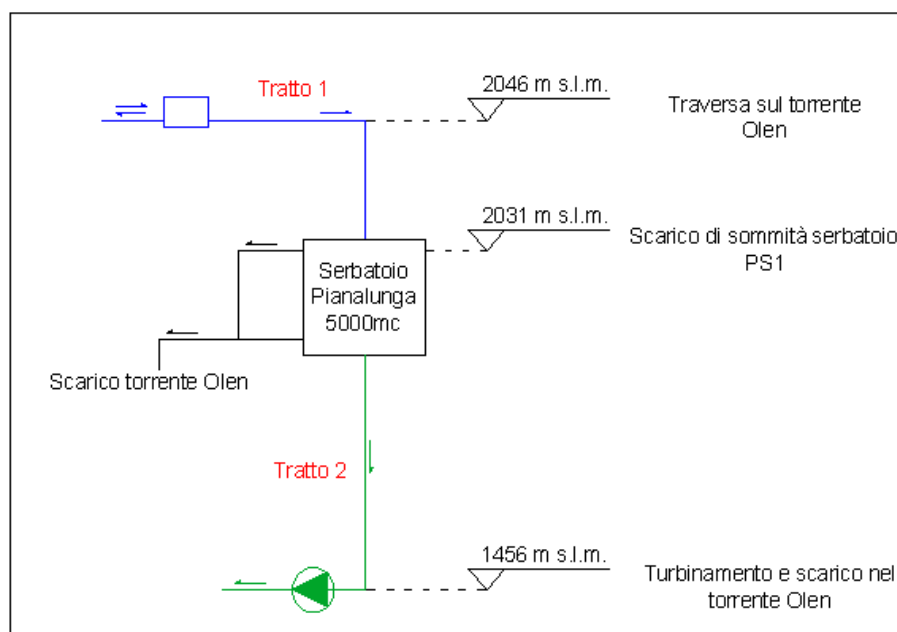 Tratto 1
2046 m s.l.m.
Traversa sul torrente
Olen
2031 m s.l.m.
Scarico di sommità serbatoio
PS1
Serbatoio
Pianalunga
5000mc
Scarico torrente Olen
Tratto 2
1456 m s.l.m.
Turbinamento e scarico nel
torrente Olen